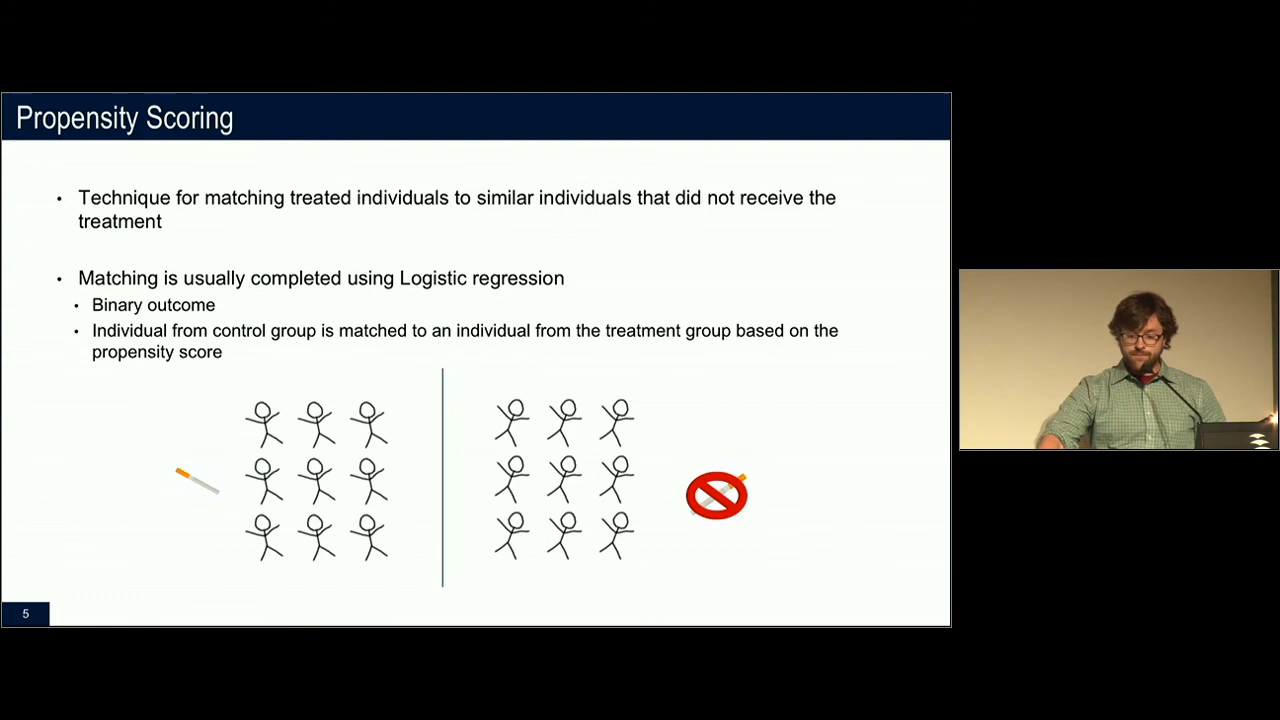 Propensity Scoring
Technique for matching treated individuals to similar individuals that did not receive the
treatment
Matching is usually completed using Logistic regression
Binary outcome
Individual from control group is matched to an individual from the treatment group based on the
propensity score
5